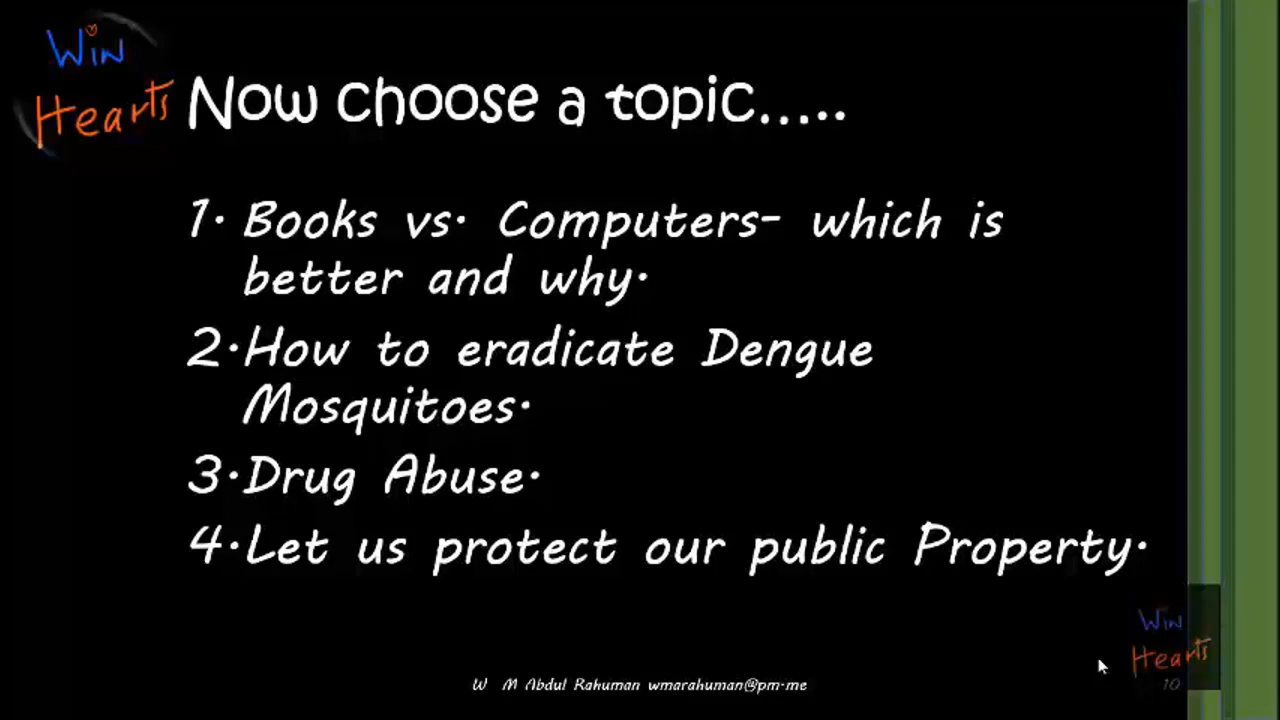 Win
Hearts
Now choose a topic.....
1. Books vs. Computers- which is
better and why.
2.How to eradicate Dengue
Mosquitoes.
3.Drug Abuse.
4.Let us protect our public Property.
Win
Hearts
10
W M Abdul Rahuman wmarahuman@pm.me